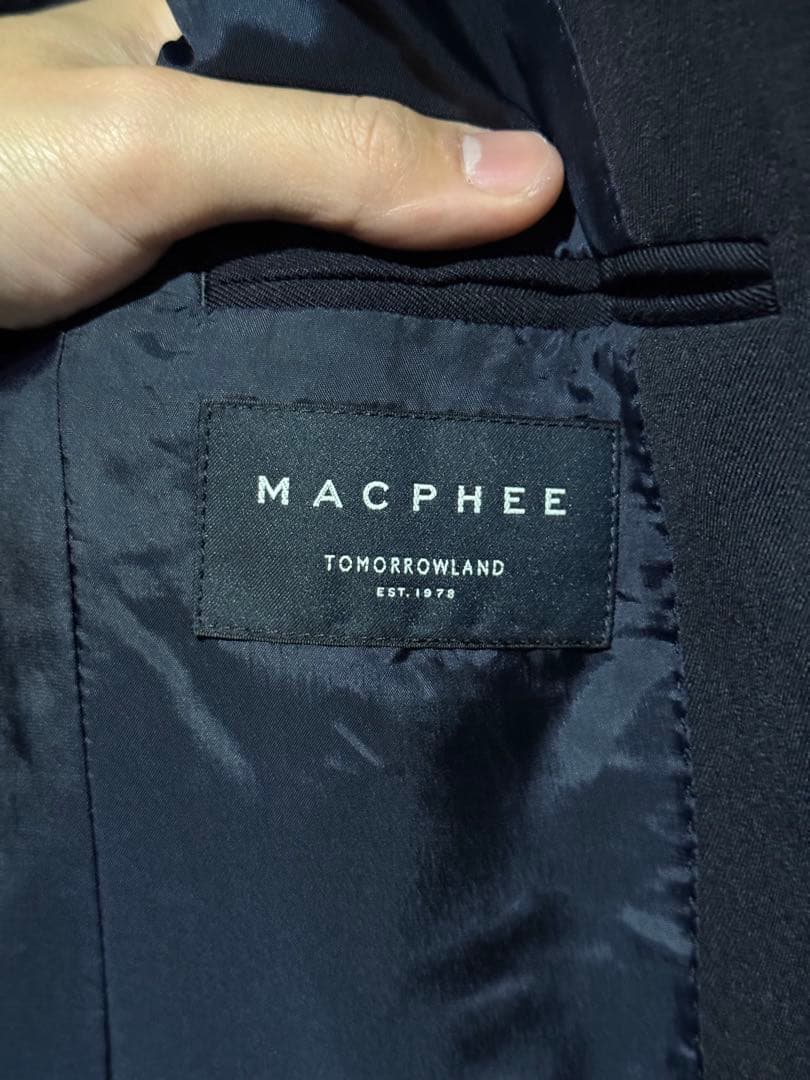 MACPHEE
TOMORROWLAND
EST. 1978